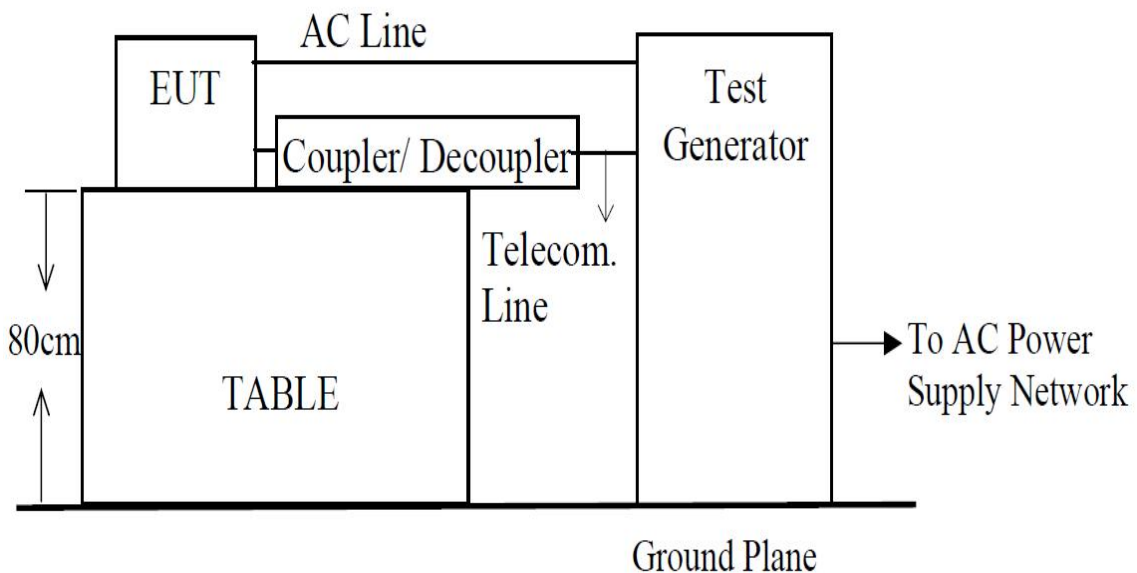 AC Line
EUT
Test
Generator
Coupler/ Decoupler
Telecom.
Line
80cm
TABLE
To AC Power
Supply Network
Ground Plane